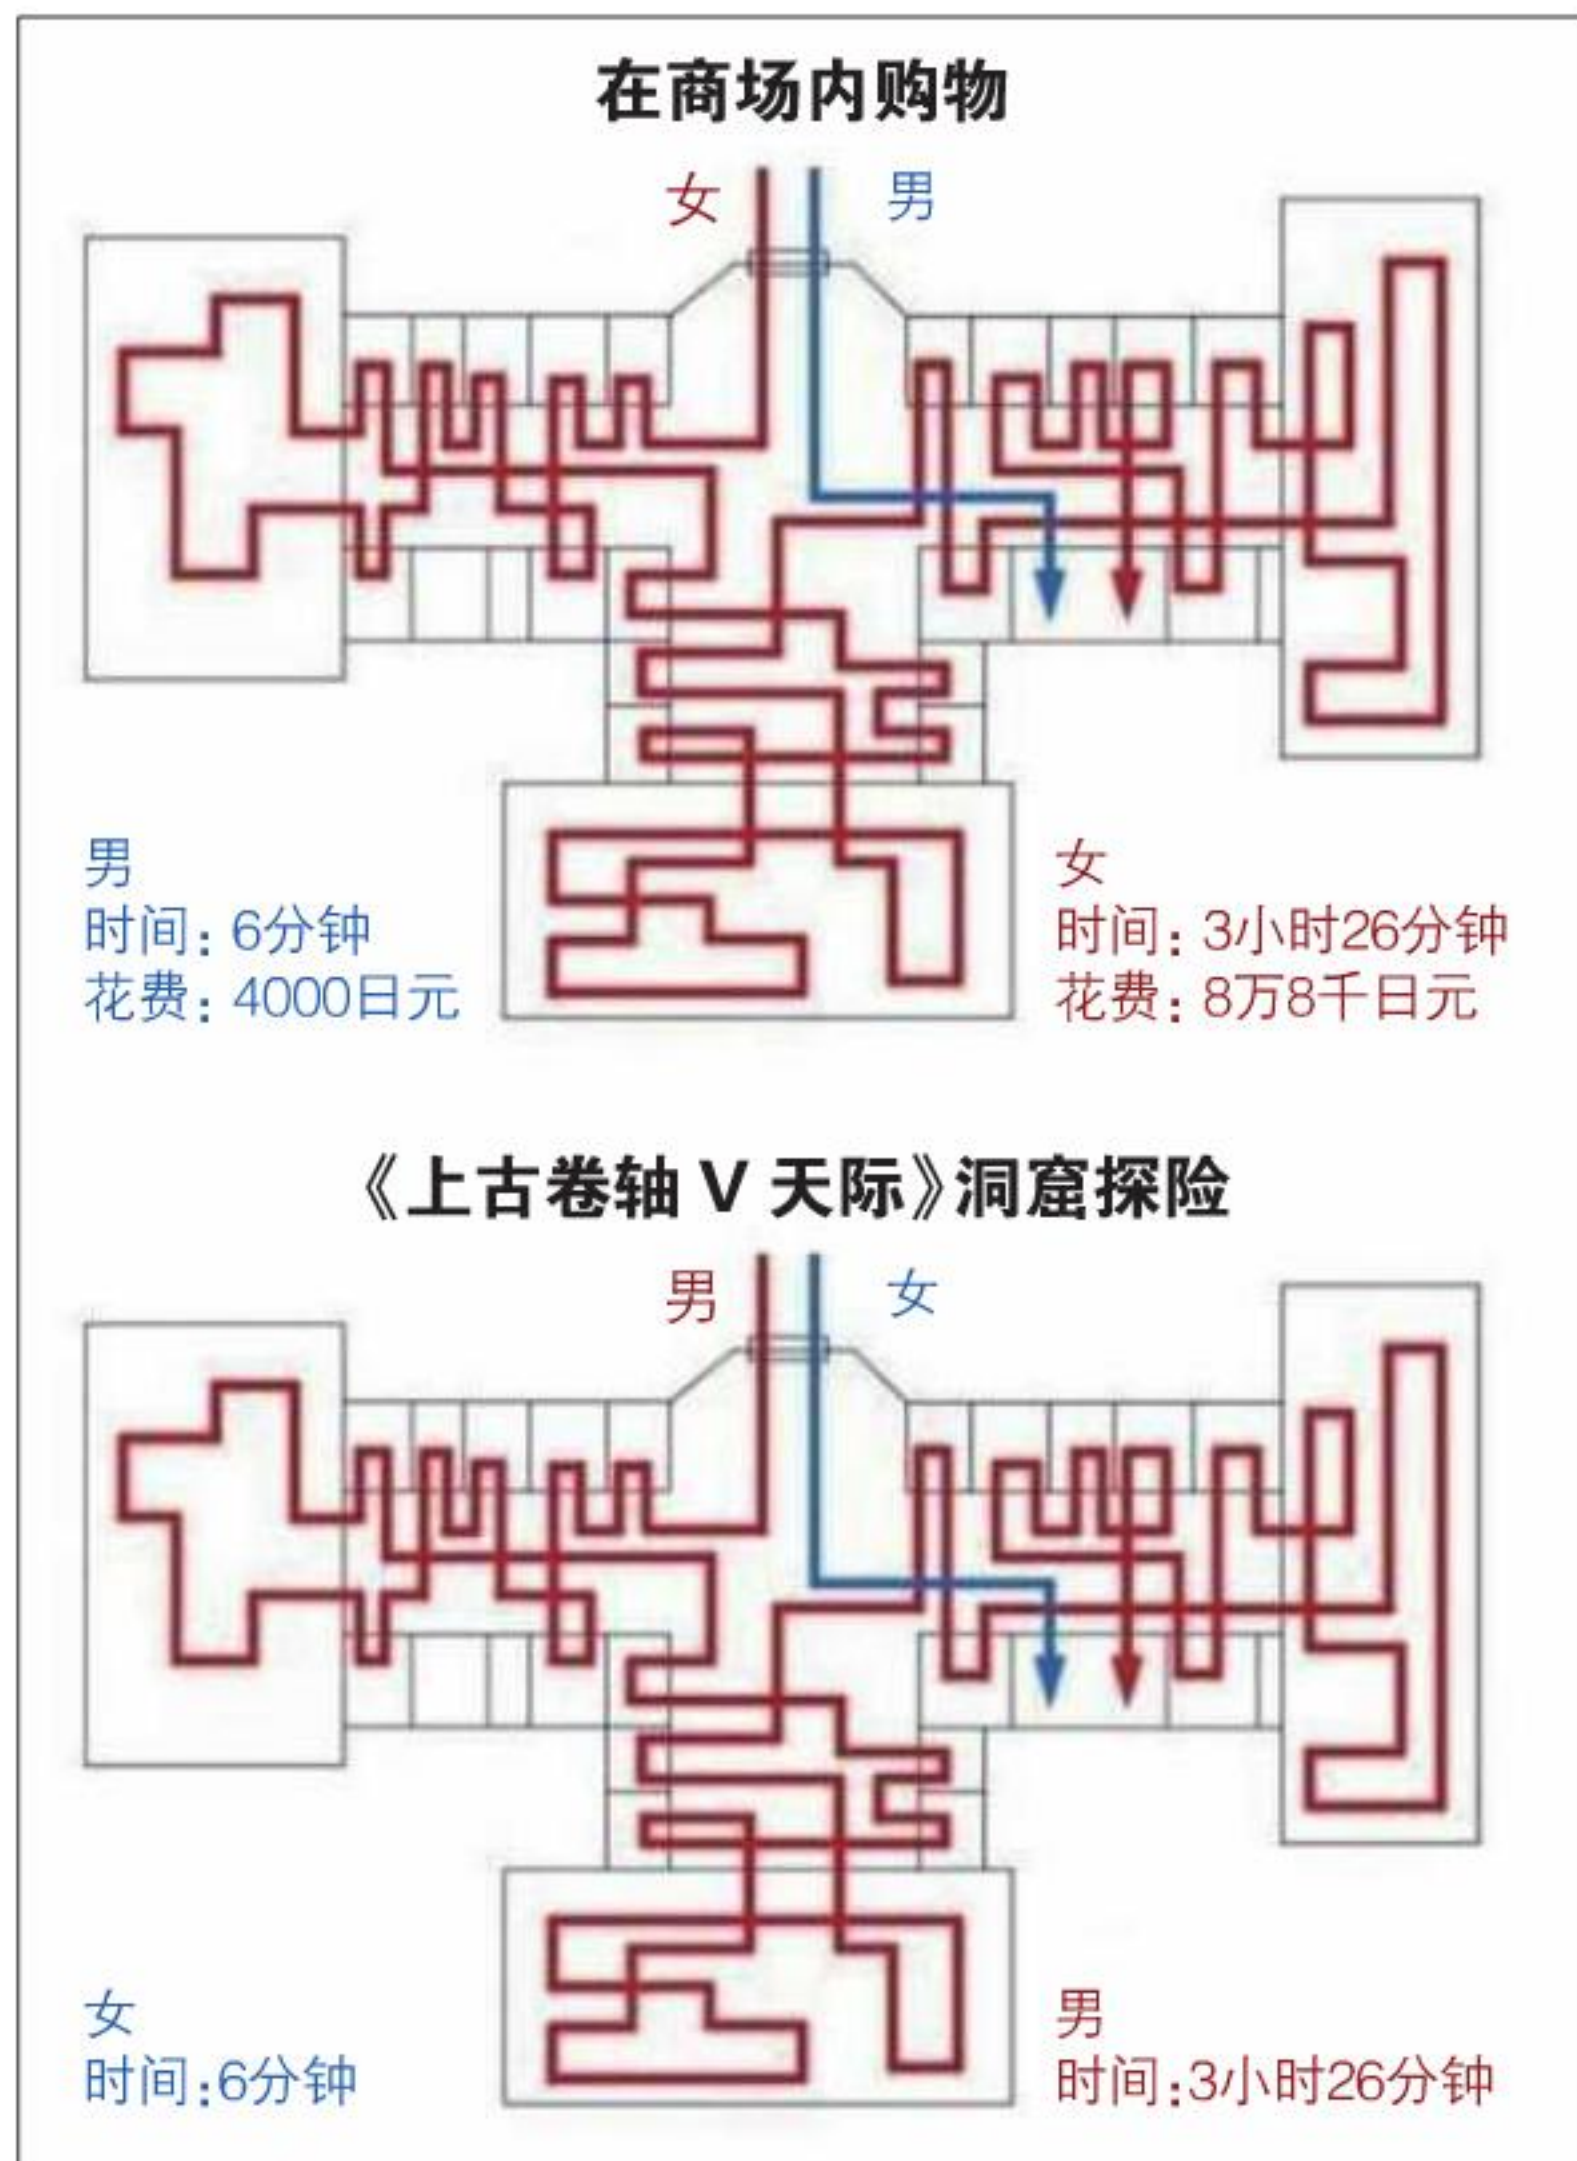 在商场内购物
女 男
男
时间：6分钟
花费：4000日元
女
时间：3小时26分钟
花费：8万8千日元
《上古卷轴 V 天际》洞窟探险
男 女
女
时间:6分钟
男
时间:3小时26分钟